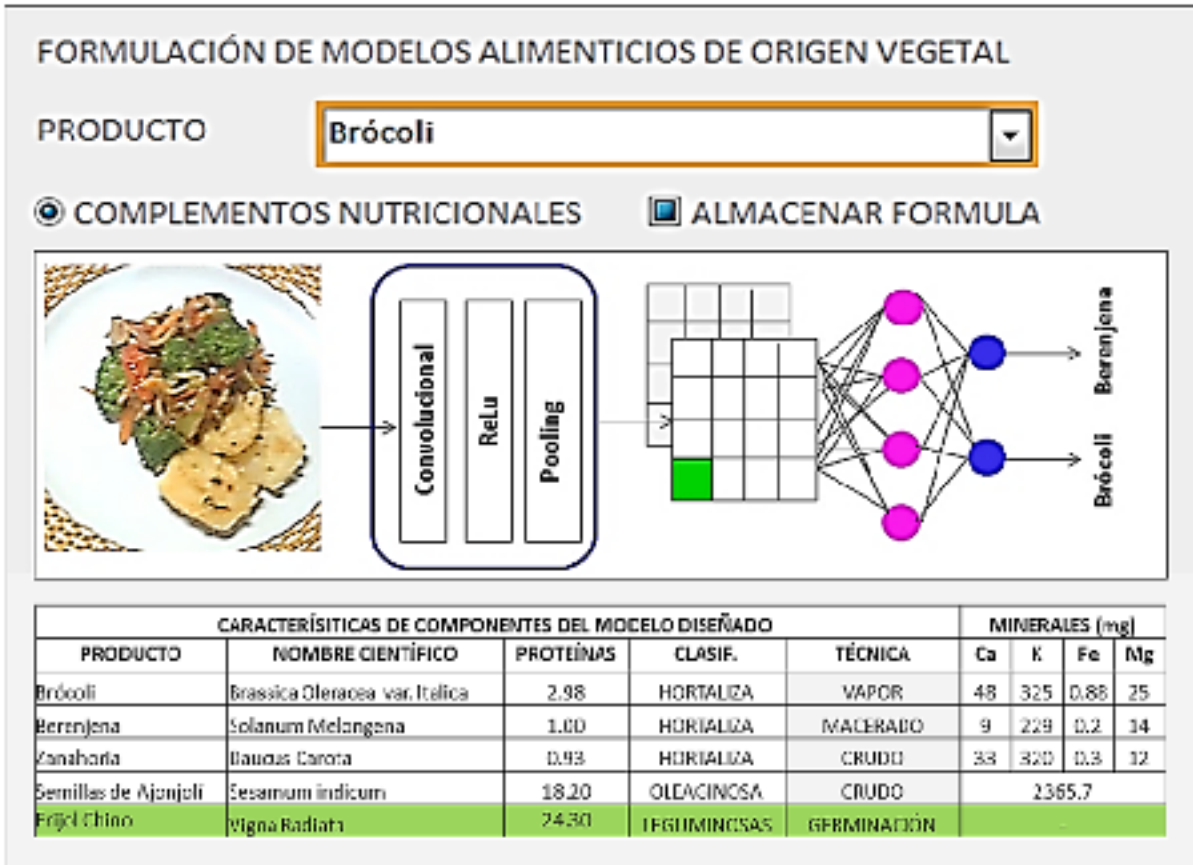 FORMULACIÓN DE MODELOS ALIMENTICIOS DE ORIGEN VEGETAL
PRODUCTO Brócoli
COMPLEMENTOS NUTRICIONALES ALMACENAR FORMULA
Convolucional
ReLu
Pooling
Berenjena
Brócoli
CARACTERÍSITICAS DE COMPONENTES DEL MODELO DISEÑADO MINERALES (mg)
PRODUCTO NOMBRE CIENTÍFICO PROTEÍNAS CLASIF. TÉCNICA Ca K Fe Mg
Brócoli Brassica Oleracea var. Italica 2.98 HORTALIZA VAPOR 48 325 0.88 25
Berenjena Solanum Melongena 1.00 HORTALIZA MACERADO 9 229 0.2 14
Zanahoria Daucus Carota 0.93 HORTALIZA CRUDO 33 320 0.3 12
Semillas de Ajonjolí Sesamum indicum 18.20 OLEACINOSA CRUDO 2365.7
Frijol Chino Vigna Radiata 24.30 LEGUMINOSAS GERMINACIÓN -